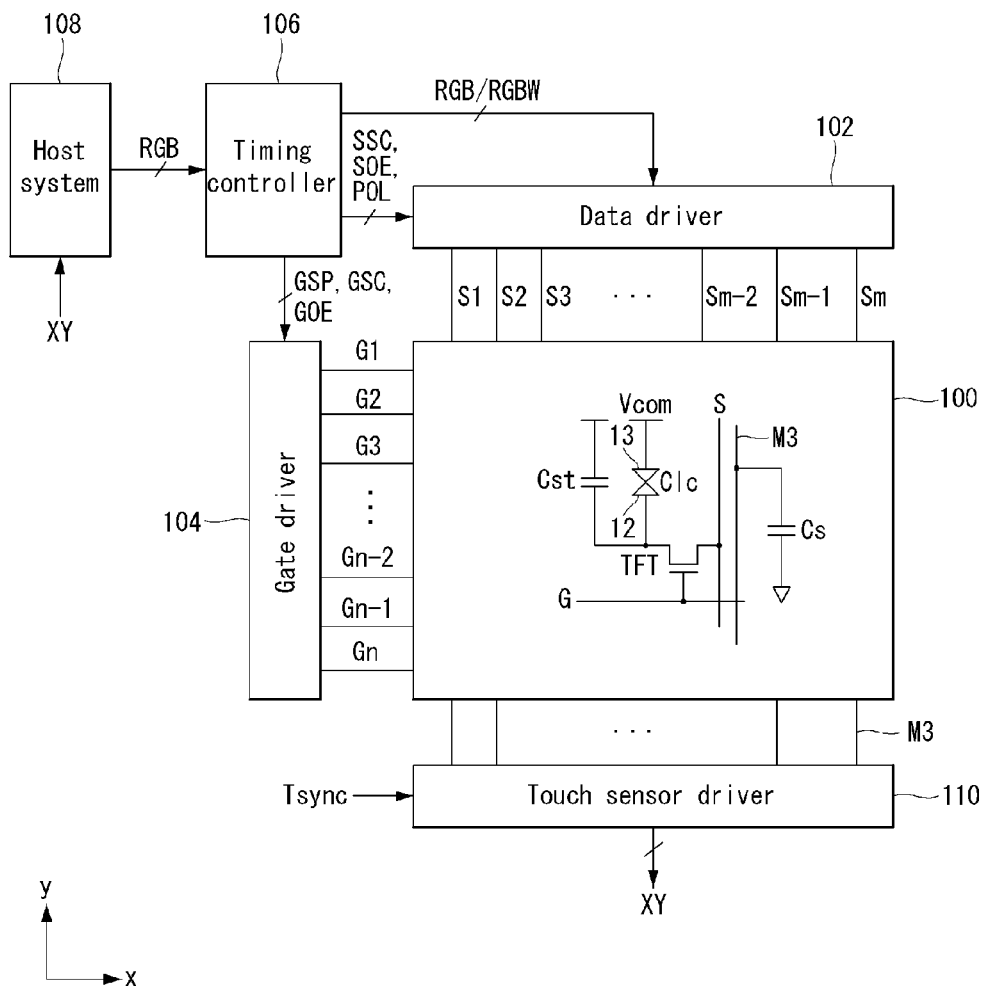 108
106
Host
system
RGB
Timing
controller
RGB/RGBW
SSC,
SOE,
POL
102
Data driver
XY
GSP, GSC,
GOE
S1
S2
S3
···
Sm-2
Sm-1
Sm
104
Gate driver
G1
G2
G3
⋮
Gn-2
Gn-1
Gn
100
Vcom
S
M3
13
Cst
Clc
12
Cs
TFT
G
···
M3
Tsync
Touch sensor driver
110
XY
y
x